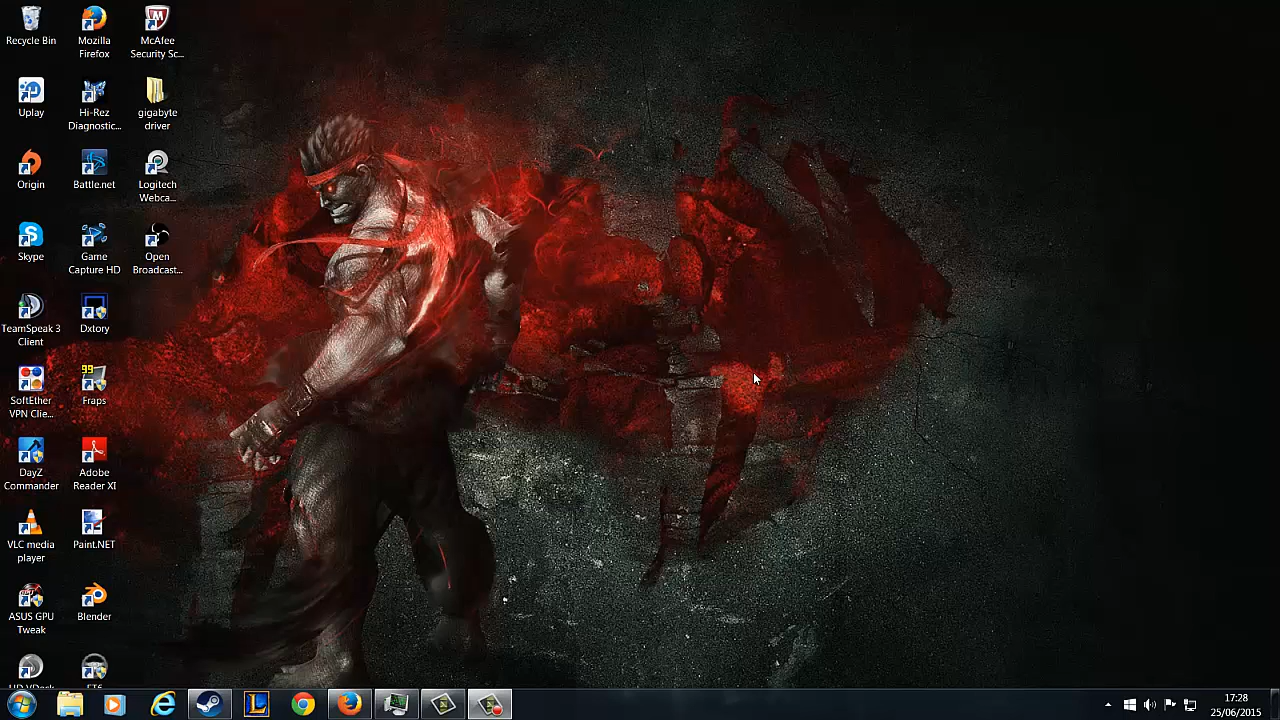 Recycle Bin
Mozilla
Firefox
McAfee
Security Sc...
Uplay
Hi-Rez
Diagnostic...
gigabyte
driver
Origin
Battle.net
Logitech
Webca...
Skype
Game
Capture HD
Open
Broadcast...
TeamSpeak 3
Client
Dxtory
SoftEther
VPN Clie...
99
Fraps
DayZ
Commander
Adobe
Reader XI
VLC media
player
Paint.NET
ASUS GPU
Tweak
Blender
17:28
25/06/2015